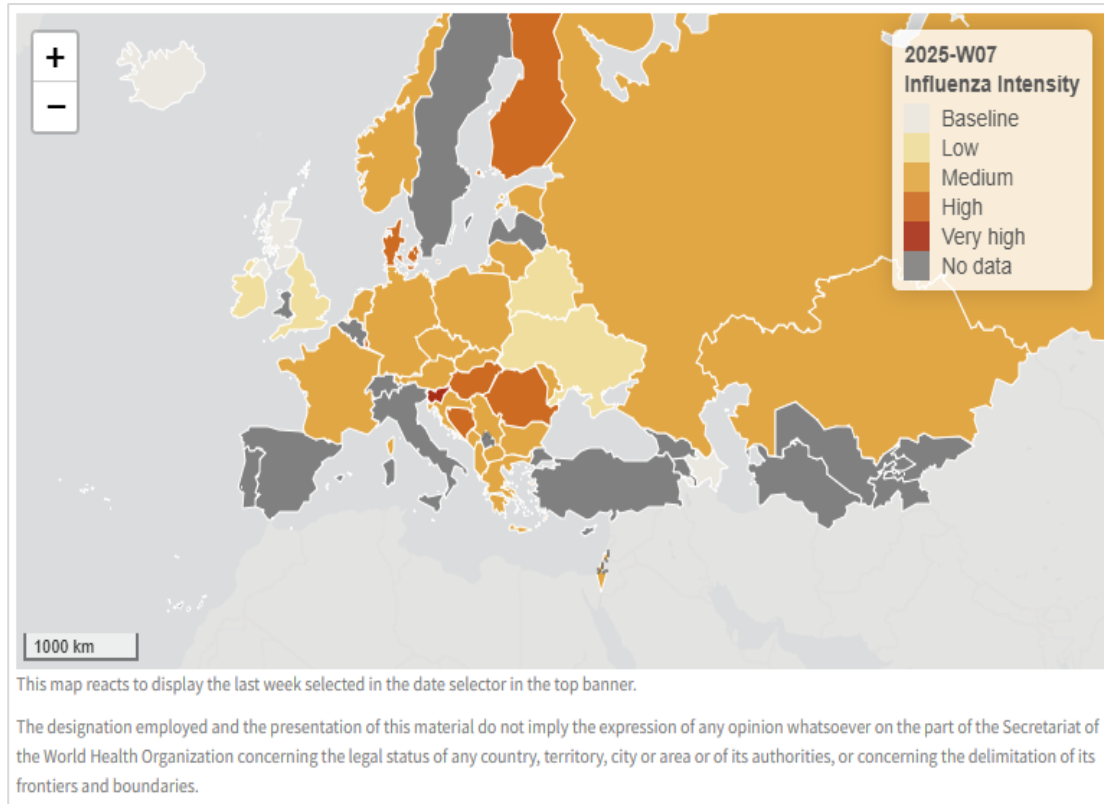 +
−
2025-W07
Influenza Intensity
Baseline
Low
Medium
High
Very high
No data
1000 km
This map reacts to display the last week selected in the date selector in the top banner.
The designation employed and the presentation of this material do not imply the expression of any opinion whatsoever on the part of the Secretariat of
the World Health Organization concerning the legal status of any country, territory, city or area or of its authorities, or concerning the delimitation of its
frontiers and boundaries.